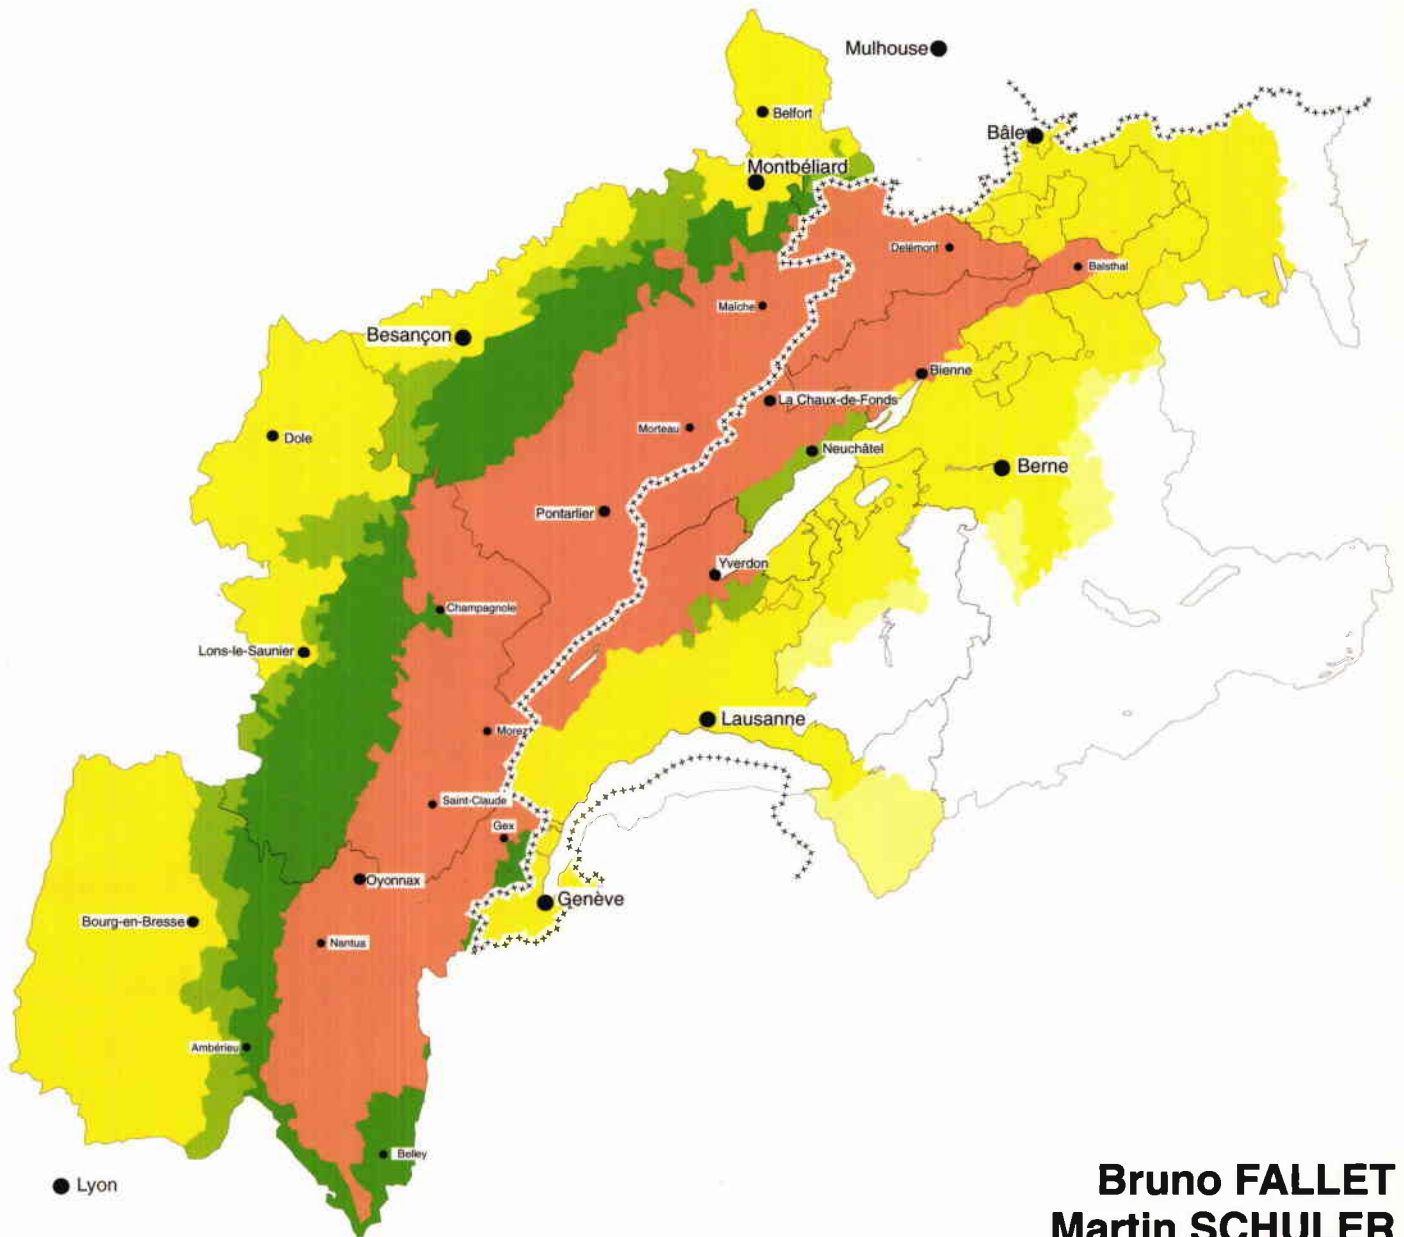 Mulhouse
Belfort
Bâle
Montbéliard
Delémont
Balsthal
Maîche
Besançon
Bienne
La Chaux-de-Fonds
Morteau
Dole
Neuchâtel
Berne
Pontarlier
Yverdon
Champagnole
Lons-le-Saunier
Lausanne
Morez
Saint-Claude
Gex
Oyonnax
Genève
Bourg-en-Bresse
Nantua
Ambérieu
Belley
Lyon
Bruno FALLET
Martin SCHULER